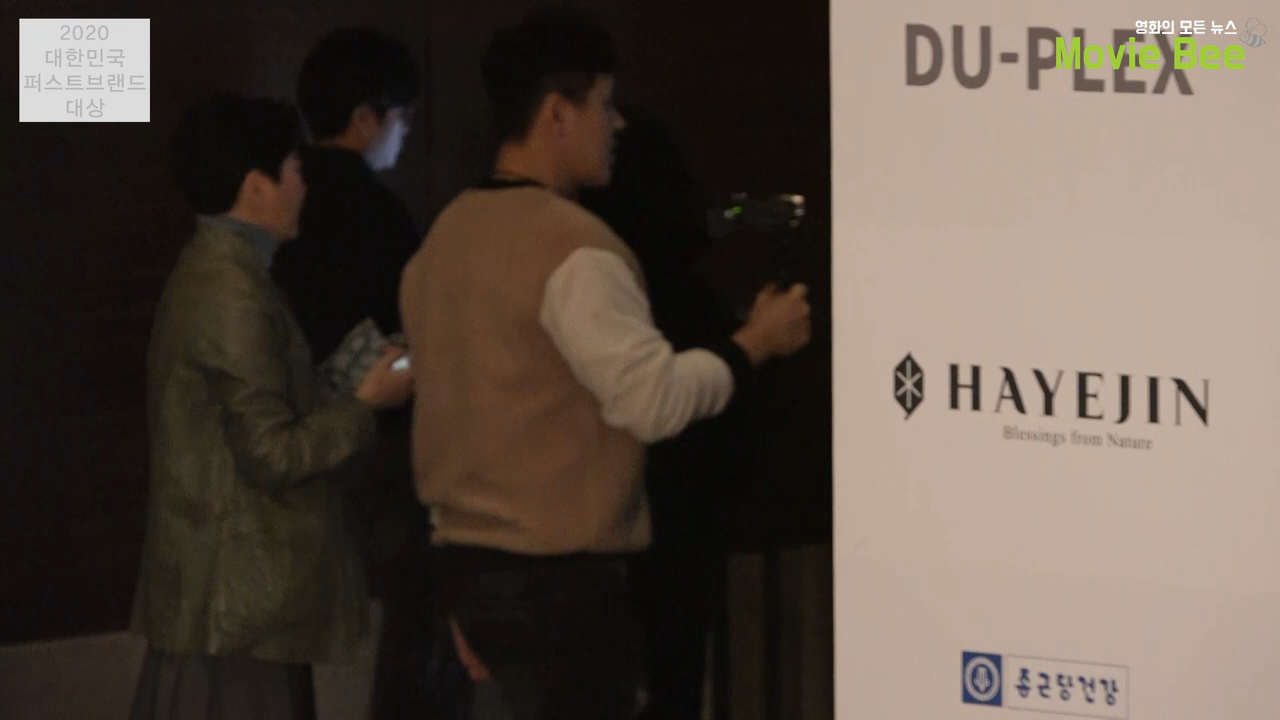 2020
대한민국
퍼스트브랜드
대상
영화의 모든 뉴스
Movie Bee
DU-PLEX
HAYEJIN
Blessings from Nature
종근당건강